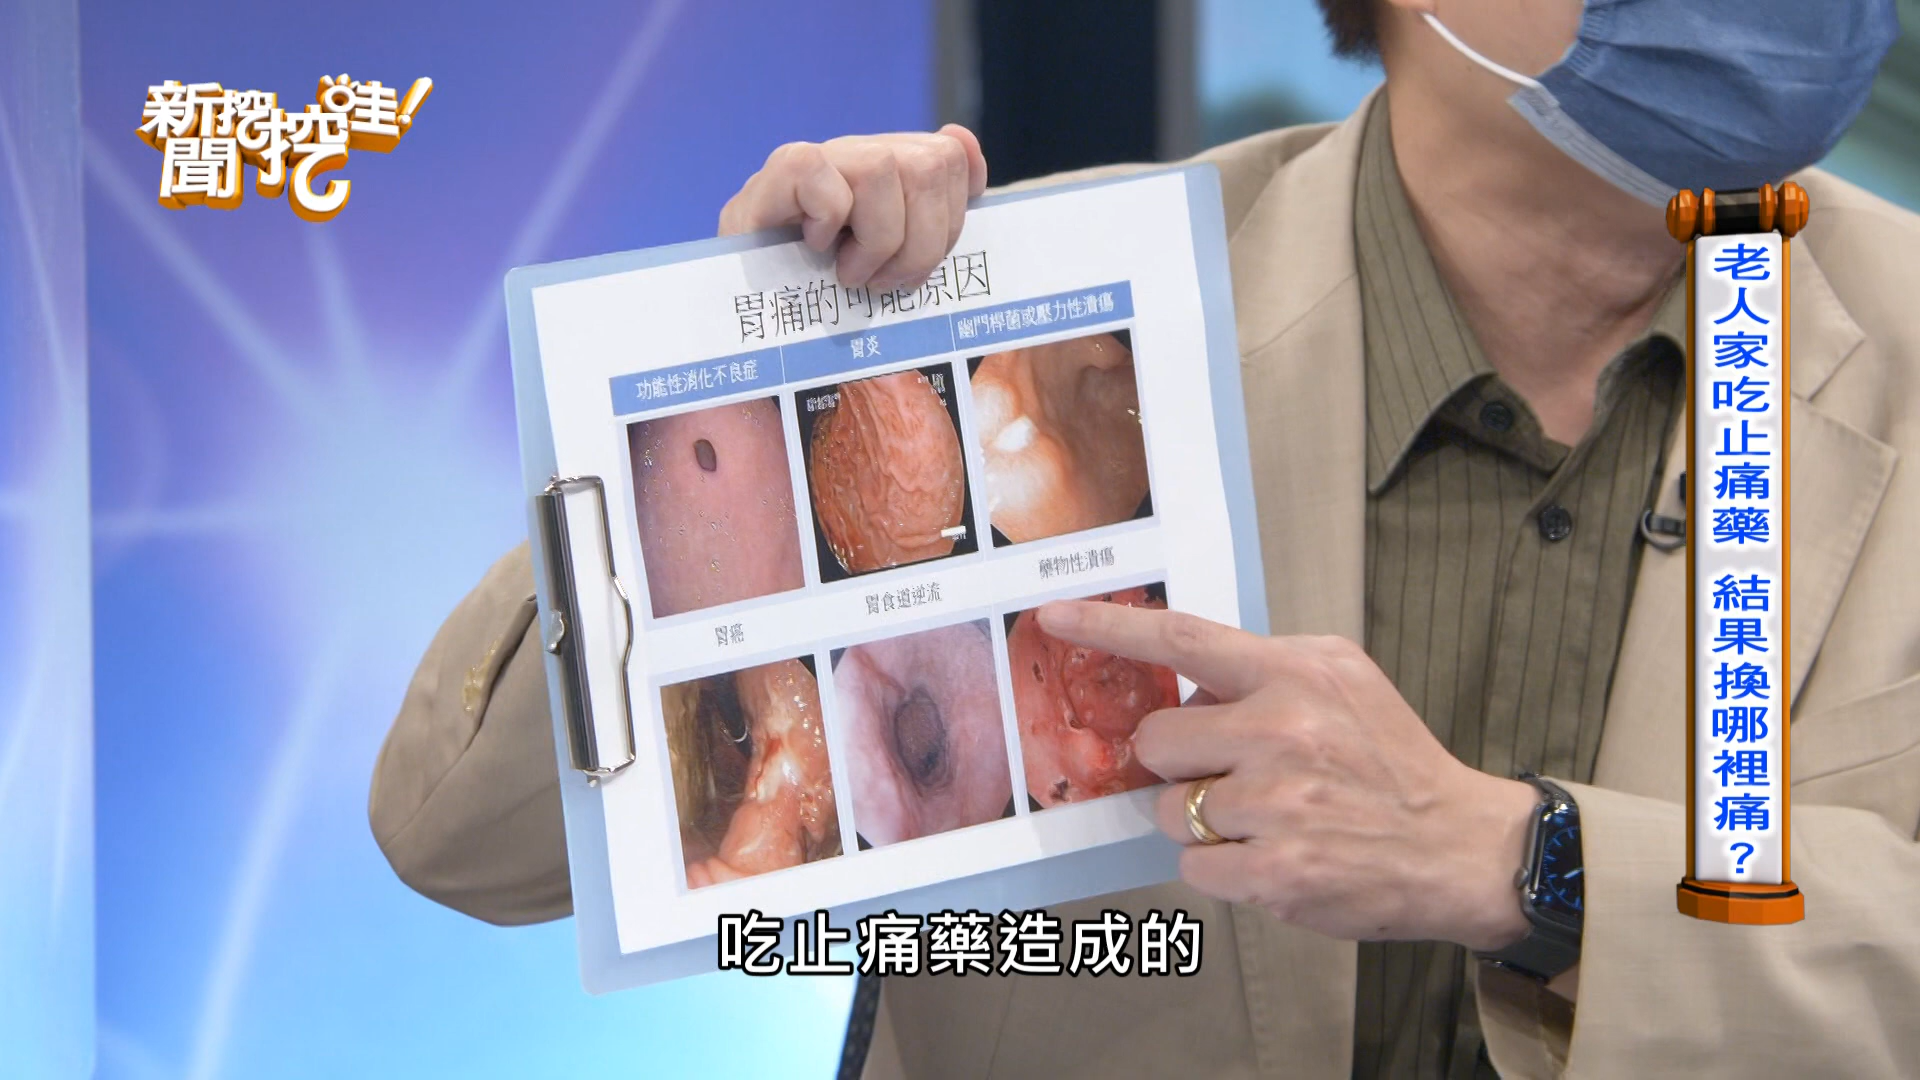 新聞挖挖哇!
胃痛的可能原因
功能性消化不良症
胃炎
幽門桿菌或壓力性潰瘍
胃癌
胃食道逆流
藥物性潰瘍
老人家吃止痛藥 結果換哪裡痛?
吃止痛藥造成的